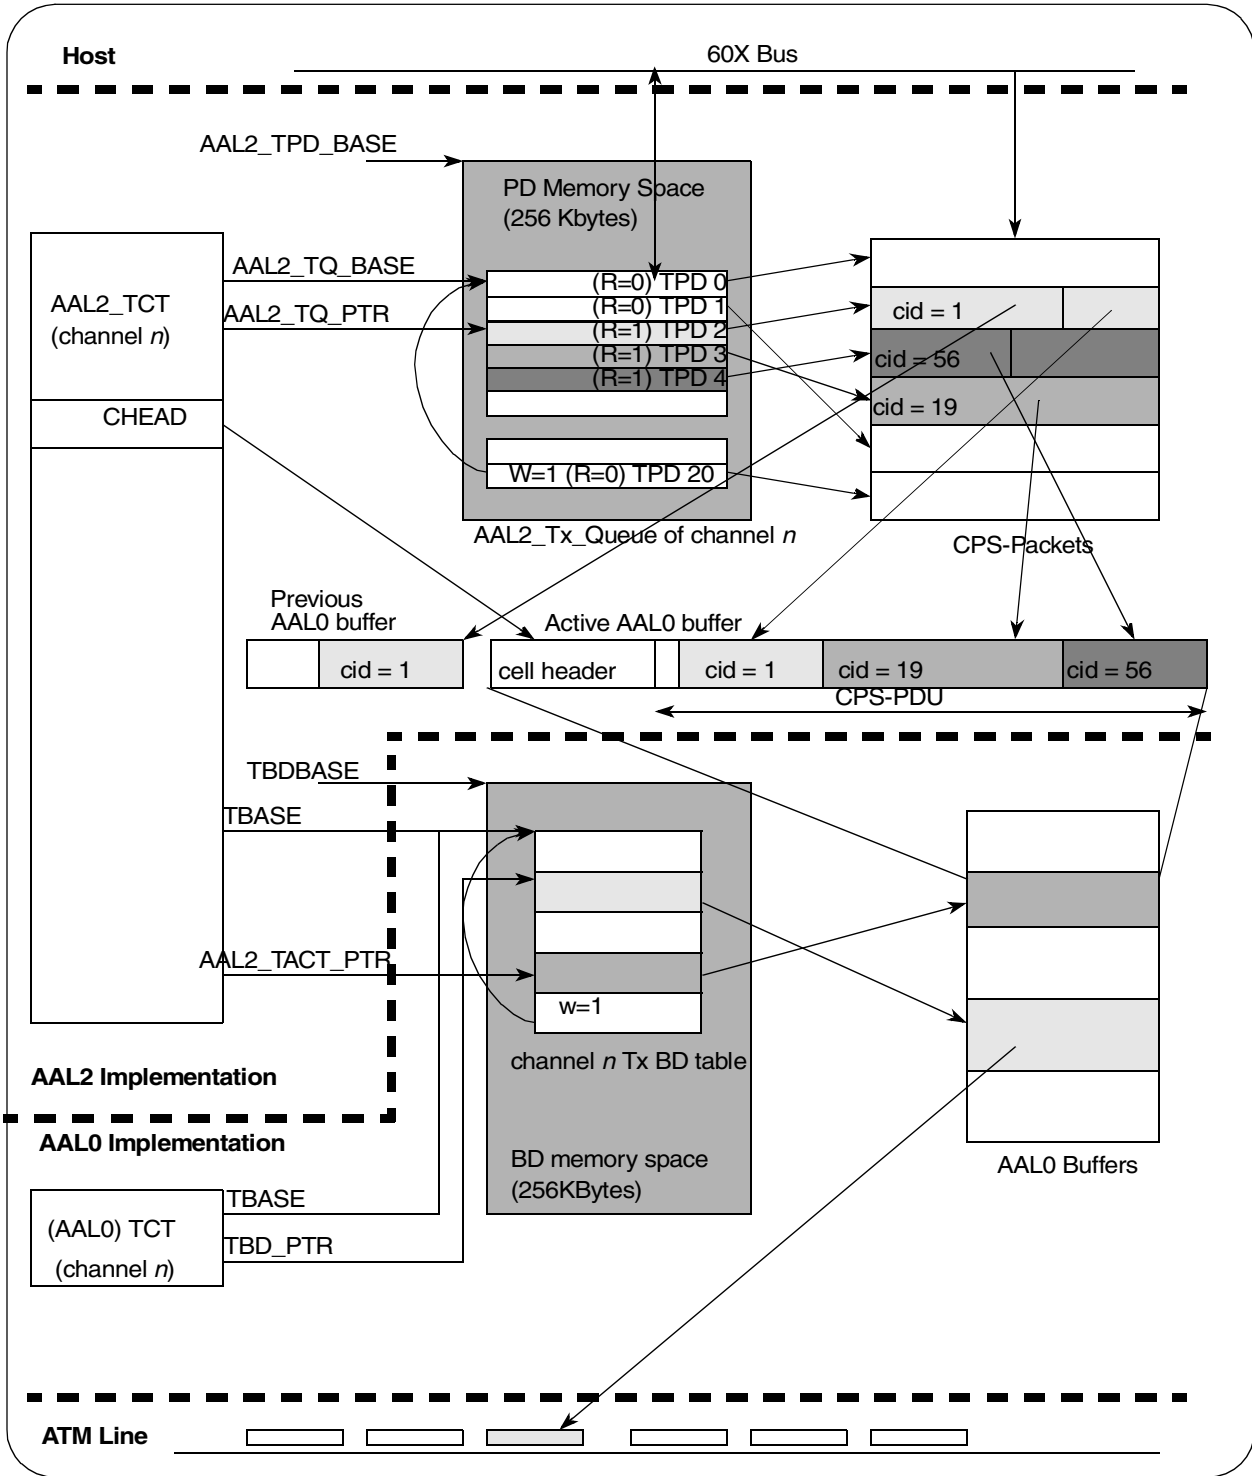 Host
60X Bus
AAL2_TPD_BASE
PD Memory Space
(256 Kbytes)
AAL2_TQ_BASE
AAL2_TCT
(channel n)
AAL2_TQ_PTR
(R=0) TPD 0
(R=0) TPD 1
(R=1) TPD 2
(R=1) TPD 3
(R=1) TPD 4
cid = 1
cid = 56
cid = 19
CHEAD
W=1 (R=0) TPD 20
AAL2_Tx_Queue of channel n
CPS-Packets
Previous
AAL0 buffer
Active AAL0 buffer
cid = 1
cell header
cid = 1
cid = 19
cid = 56
CPS-PDU
TBDBASE
TBASE
AAL2_TACT_PTR
w=1
channel n Tx BD table
AAL2 Implementation
AAL0 Implementation
BD memory space
(256KBytes)
AAL0 Buffers
TBASE
(AAL0) TCT
(channel n)
TBD_PTR
ATM Line